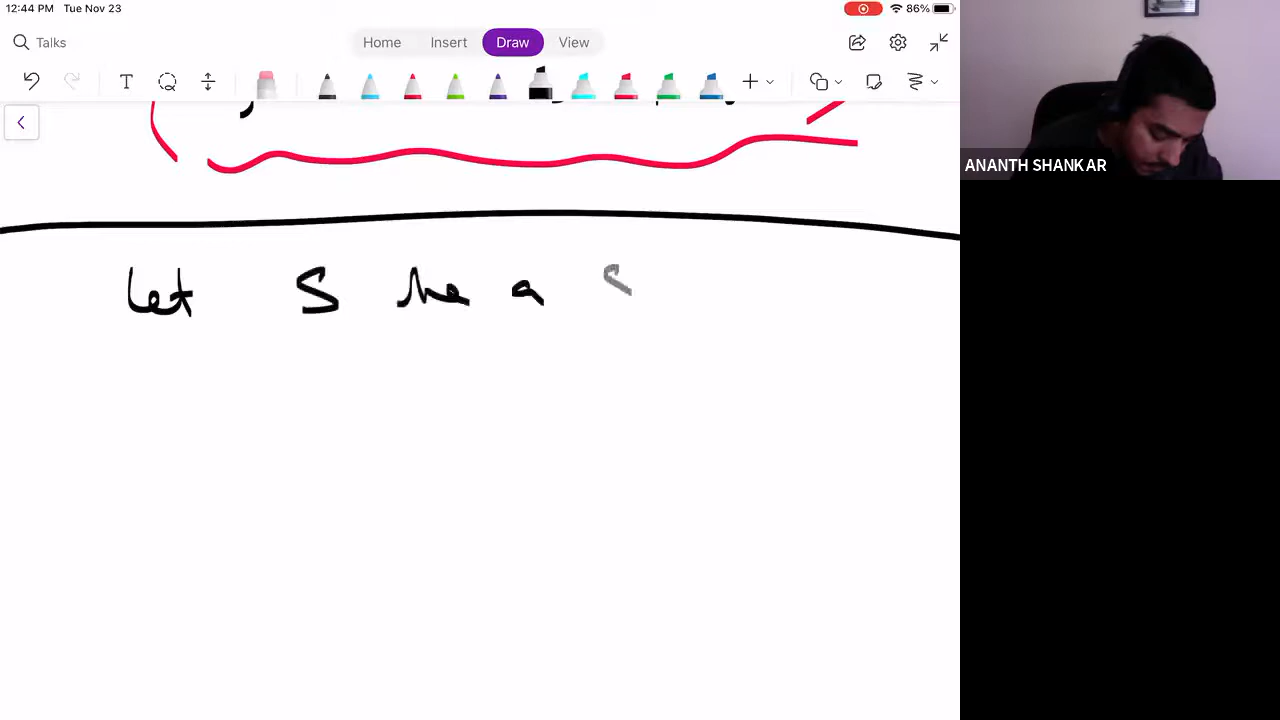 12:44 PM Tue Nov 23 86%
Talks Home Insert Draw View
ANANTH SHANKAR
Let S be a S